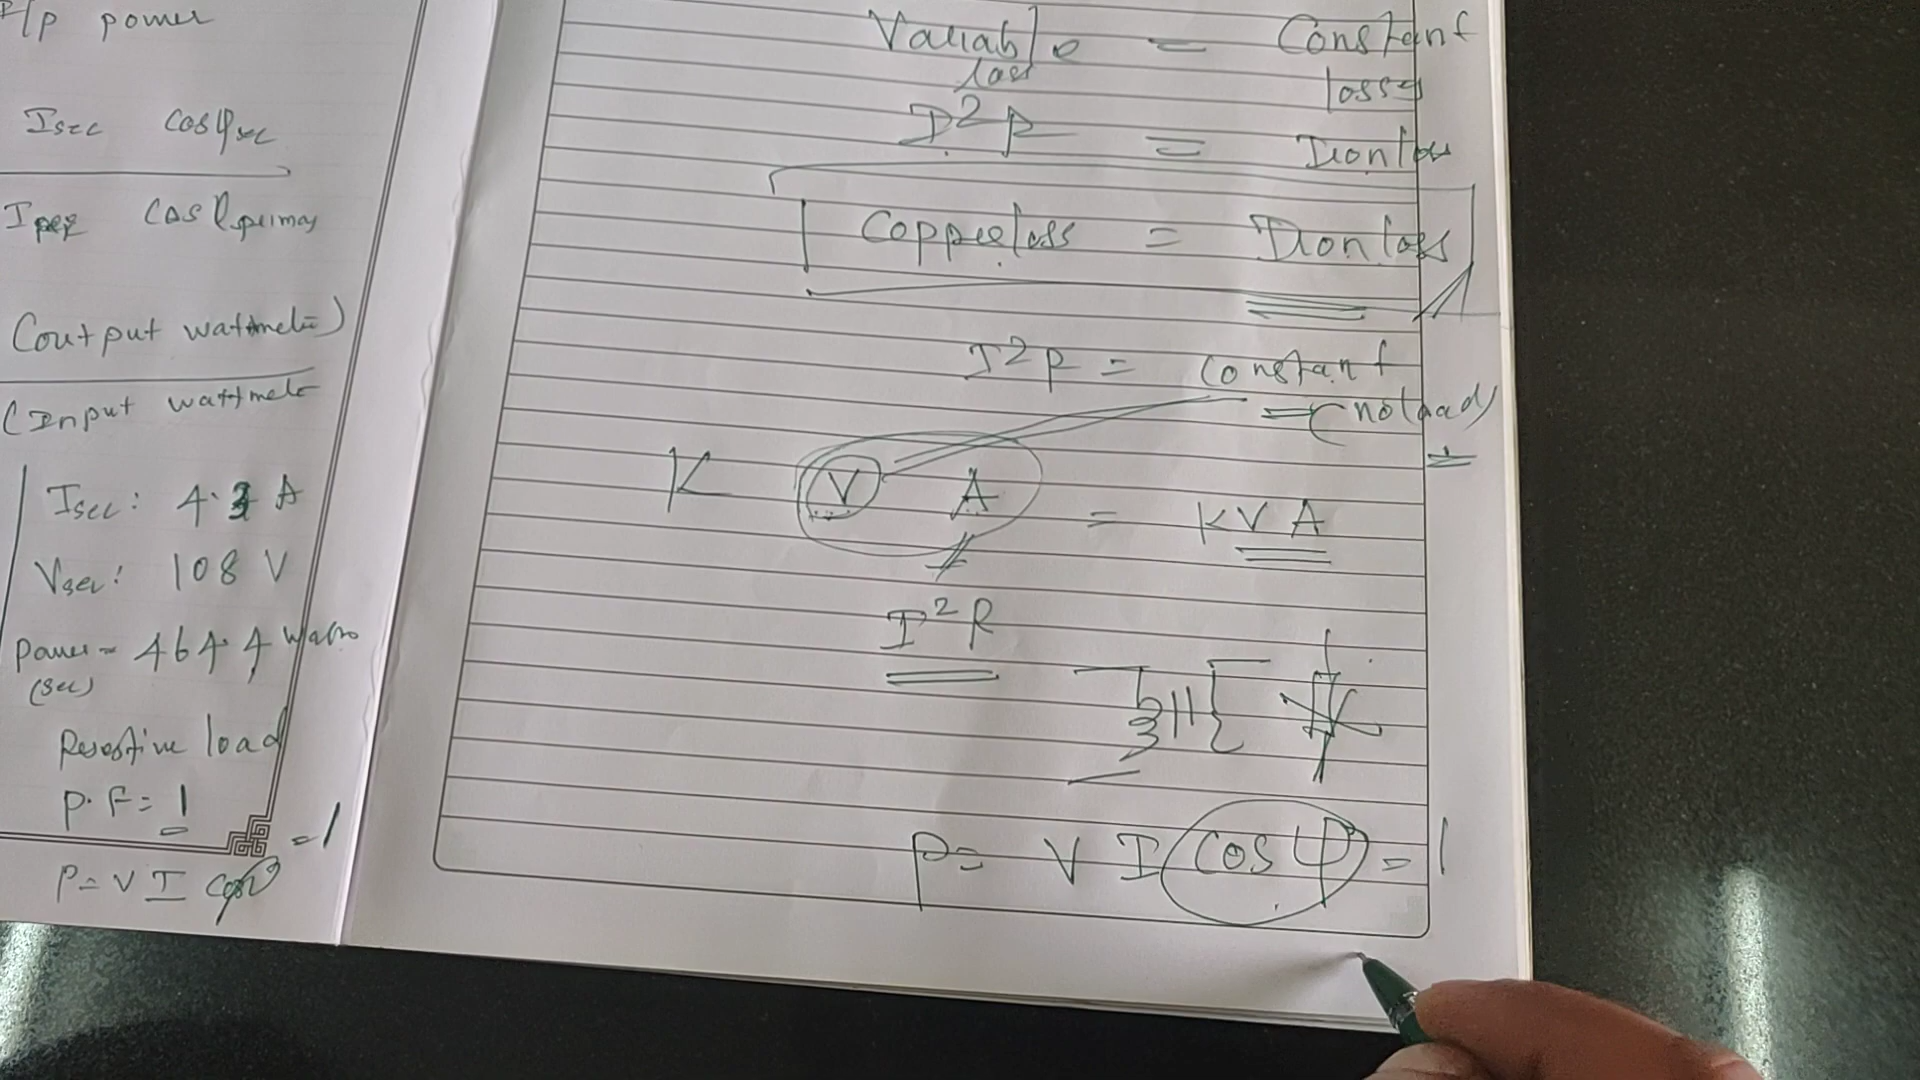 I/p power
Isec cosφsec
Iper cosφprimary
(output wattmeter)
(Input wattmeter
Isec: 4.3 A
Vsec: 108 V
Power = 464.4 watts
(sec)
Resestive load
P.F = 1
P = V I cosφ = 1
Variable = Constant
loss losses
I²R = Iron loss
Copper loss = Iron loss
I²R = constant
(no load)
K V A = KVA
I²R
P = V I cosφ = 1